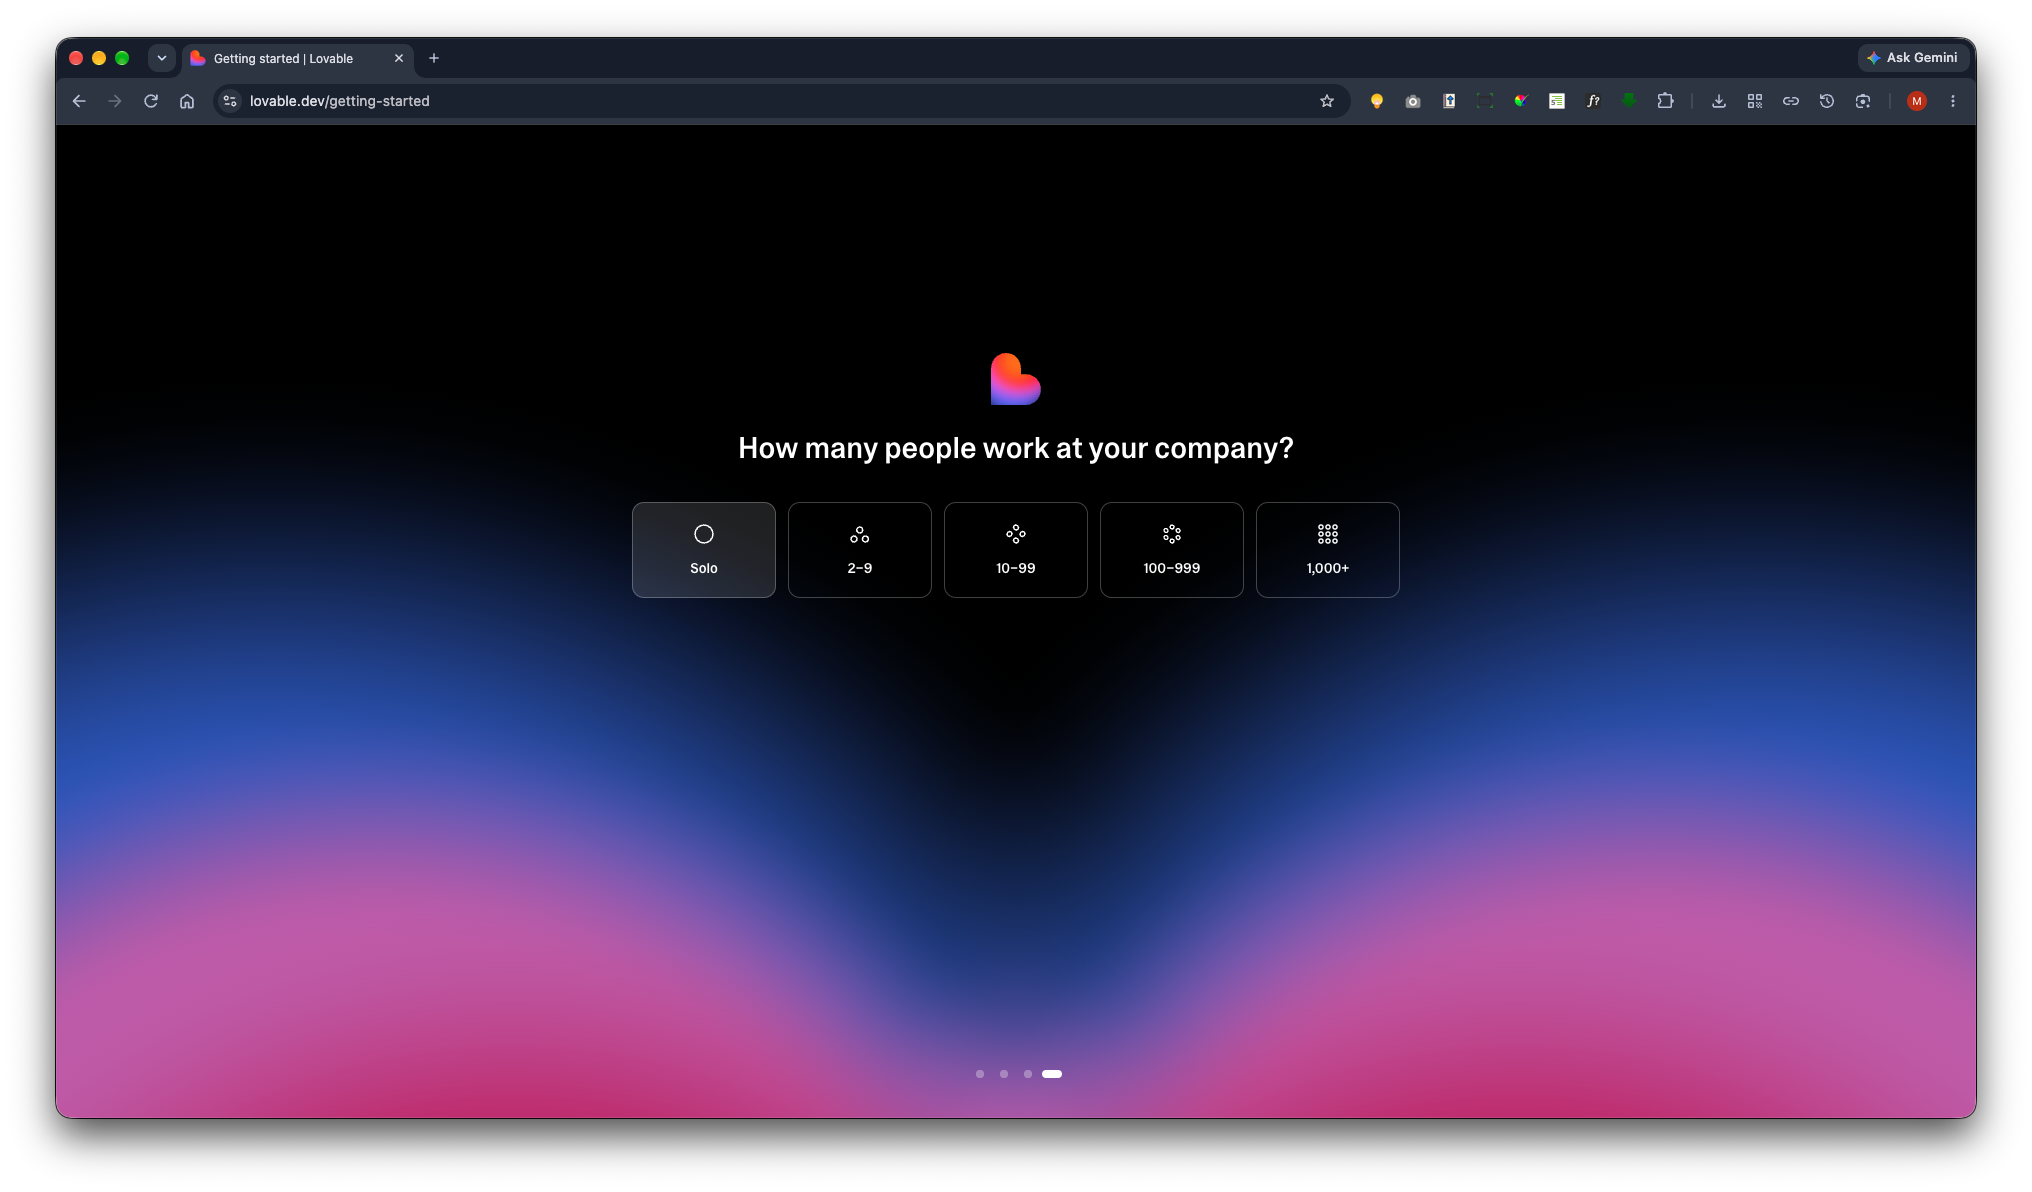 Getting started | Lovable
Ask Gemini
lovable.dev/getting-started
f?
M
How many people work at your company?
Solo
2–9
10–99
100–999
1,000+